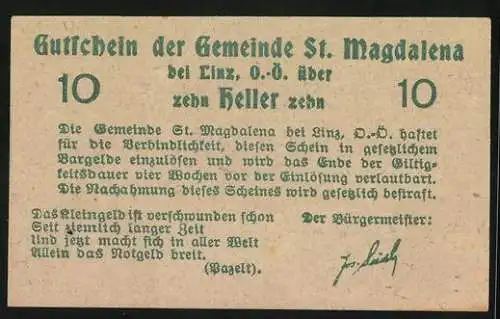 Gutschein der Gemeinde St. Magdalena
bei Linz, O.-Ö. über
10 zehn Heller zehn 10
Die Gemeinde St. Magdalena bei Linz, O.-Ö. haftet
für die Verbindlichkeit, diesen Schein in gesetzlichem
Bargelde einzulösen und wird das Ende der Giltig-
keitsdauer vier Wochen vor der Einlösung verlautbart.
Die Nachahmung dieses Scheines wird gesetzlich bestraft.
Das Kleingeld ist verschwunden schon
Seit ziemlich langer Zeit
Und jetzt macht sich in aller Welt
Allein das Notgeld breit.
(Pazelt).
Der Bürgermeister:
Jos.